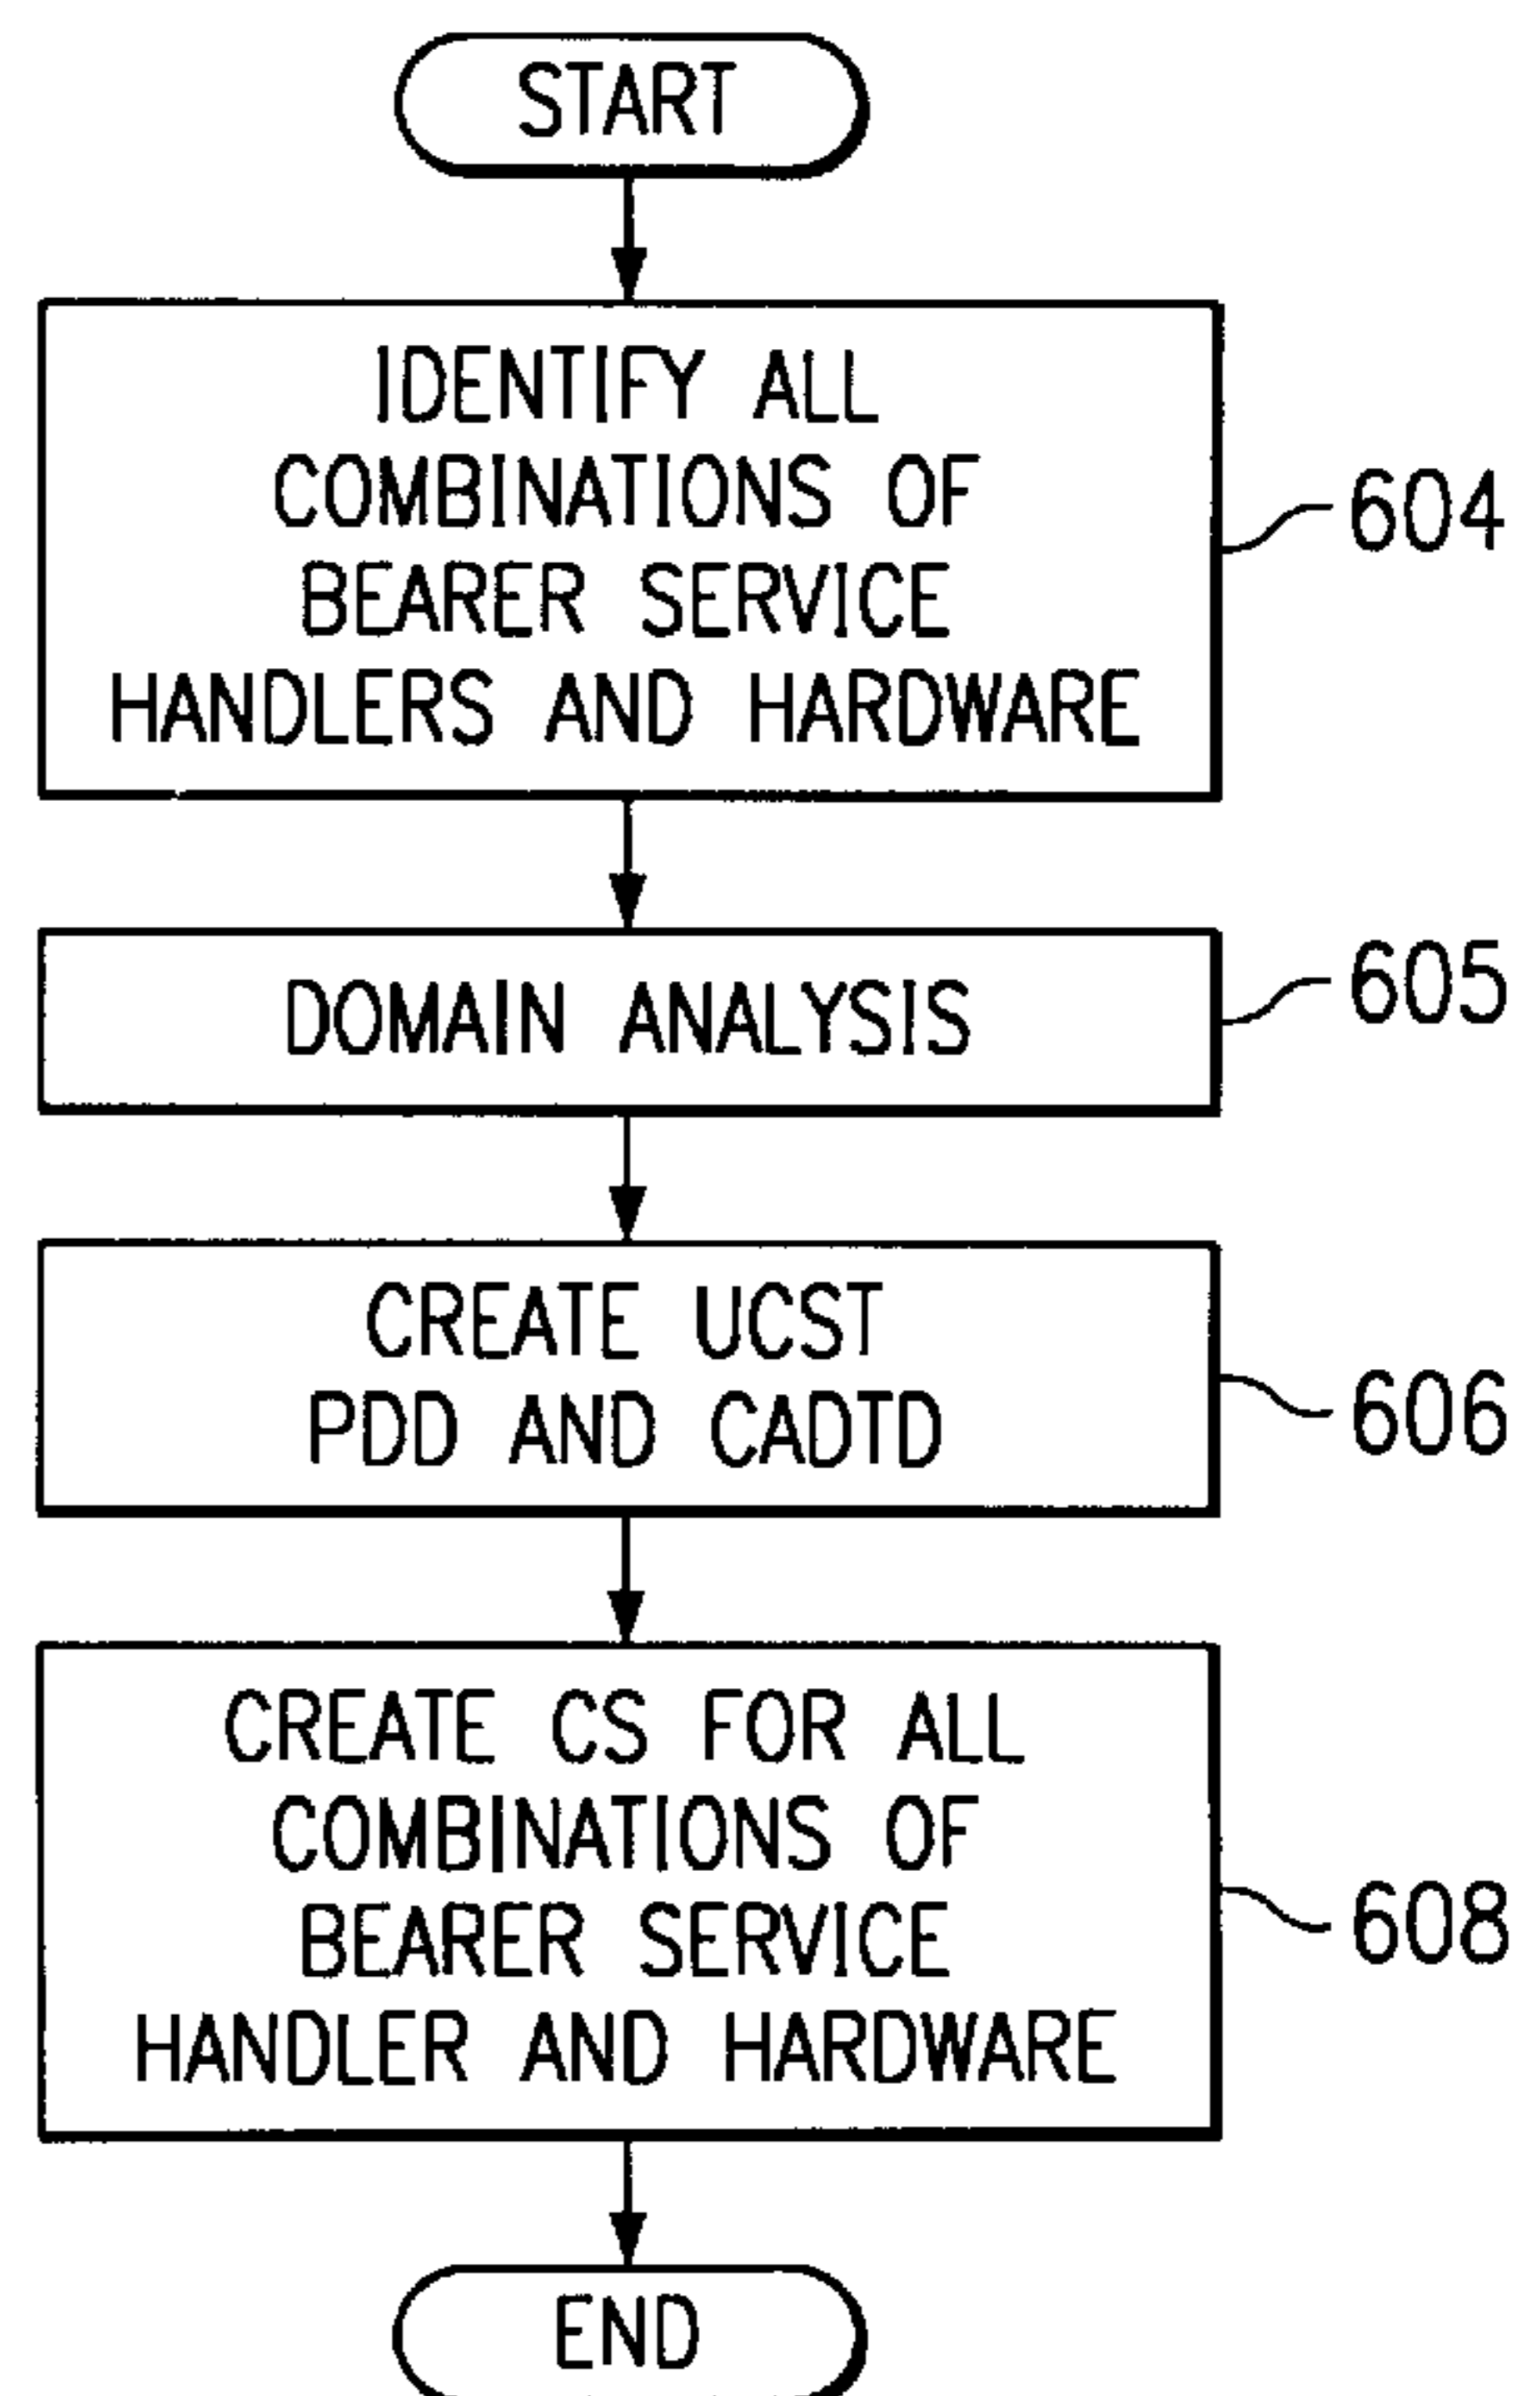 START
IDENTIFY ALL
COMBINATIONS OF
BEARER SERVICE
HANDLERS AND HARDWARE
604
DOMAIN ANALYSIS
605
CREATE UCST
PDD AND CADTD
606
CREATE CS FOR ALL
COMBINATIONS OF
BEARER SERVICE
HANDLER AND HARDWARE
608
END